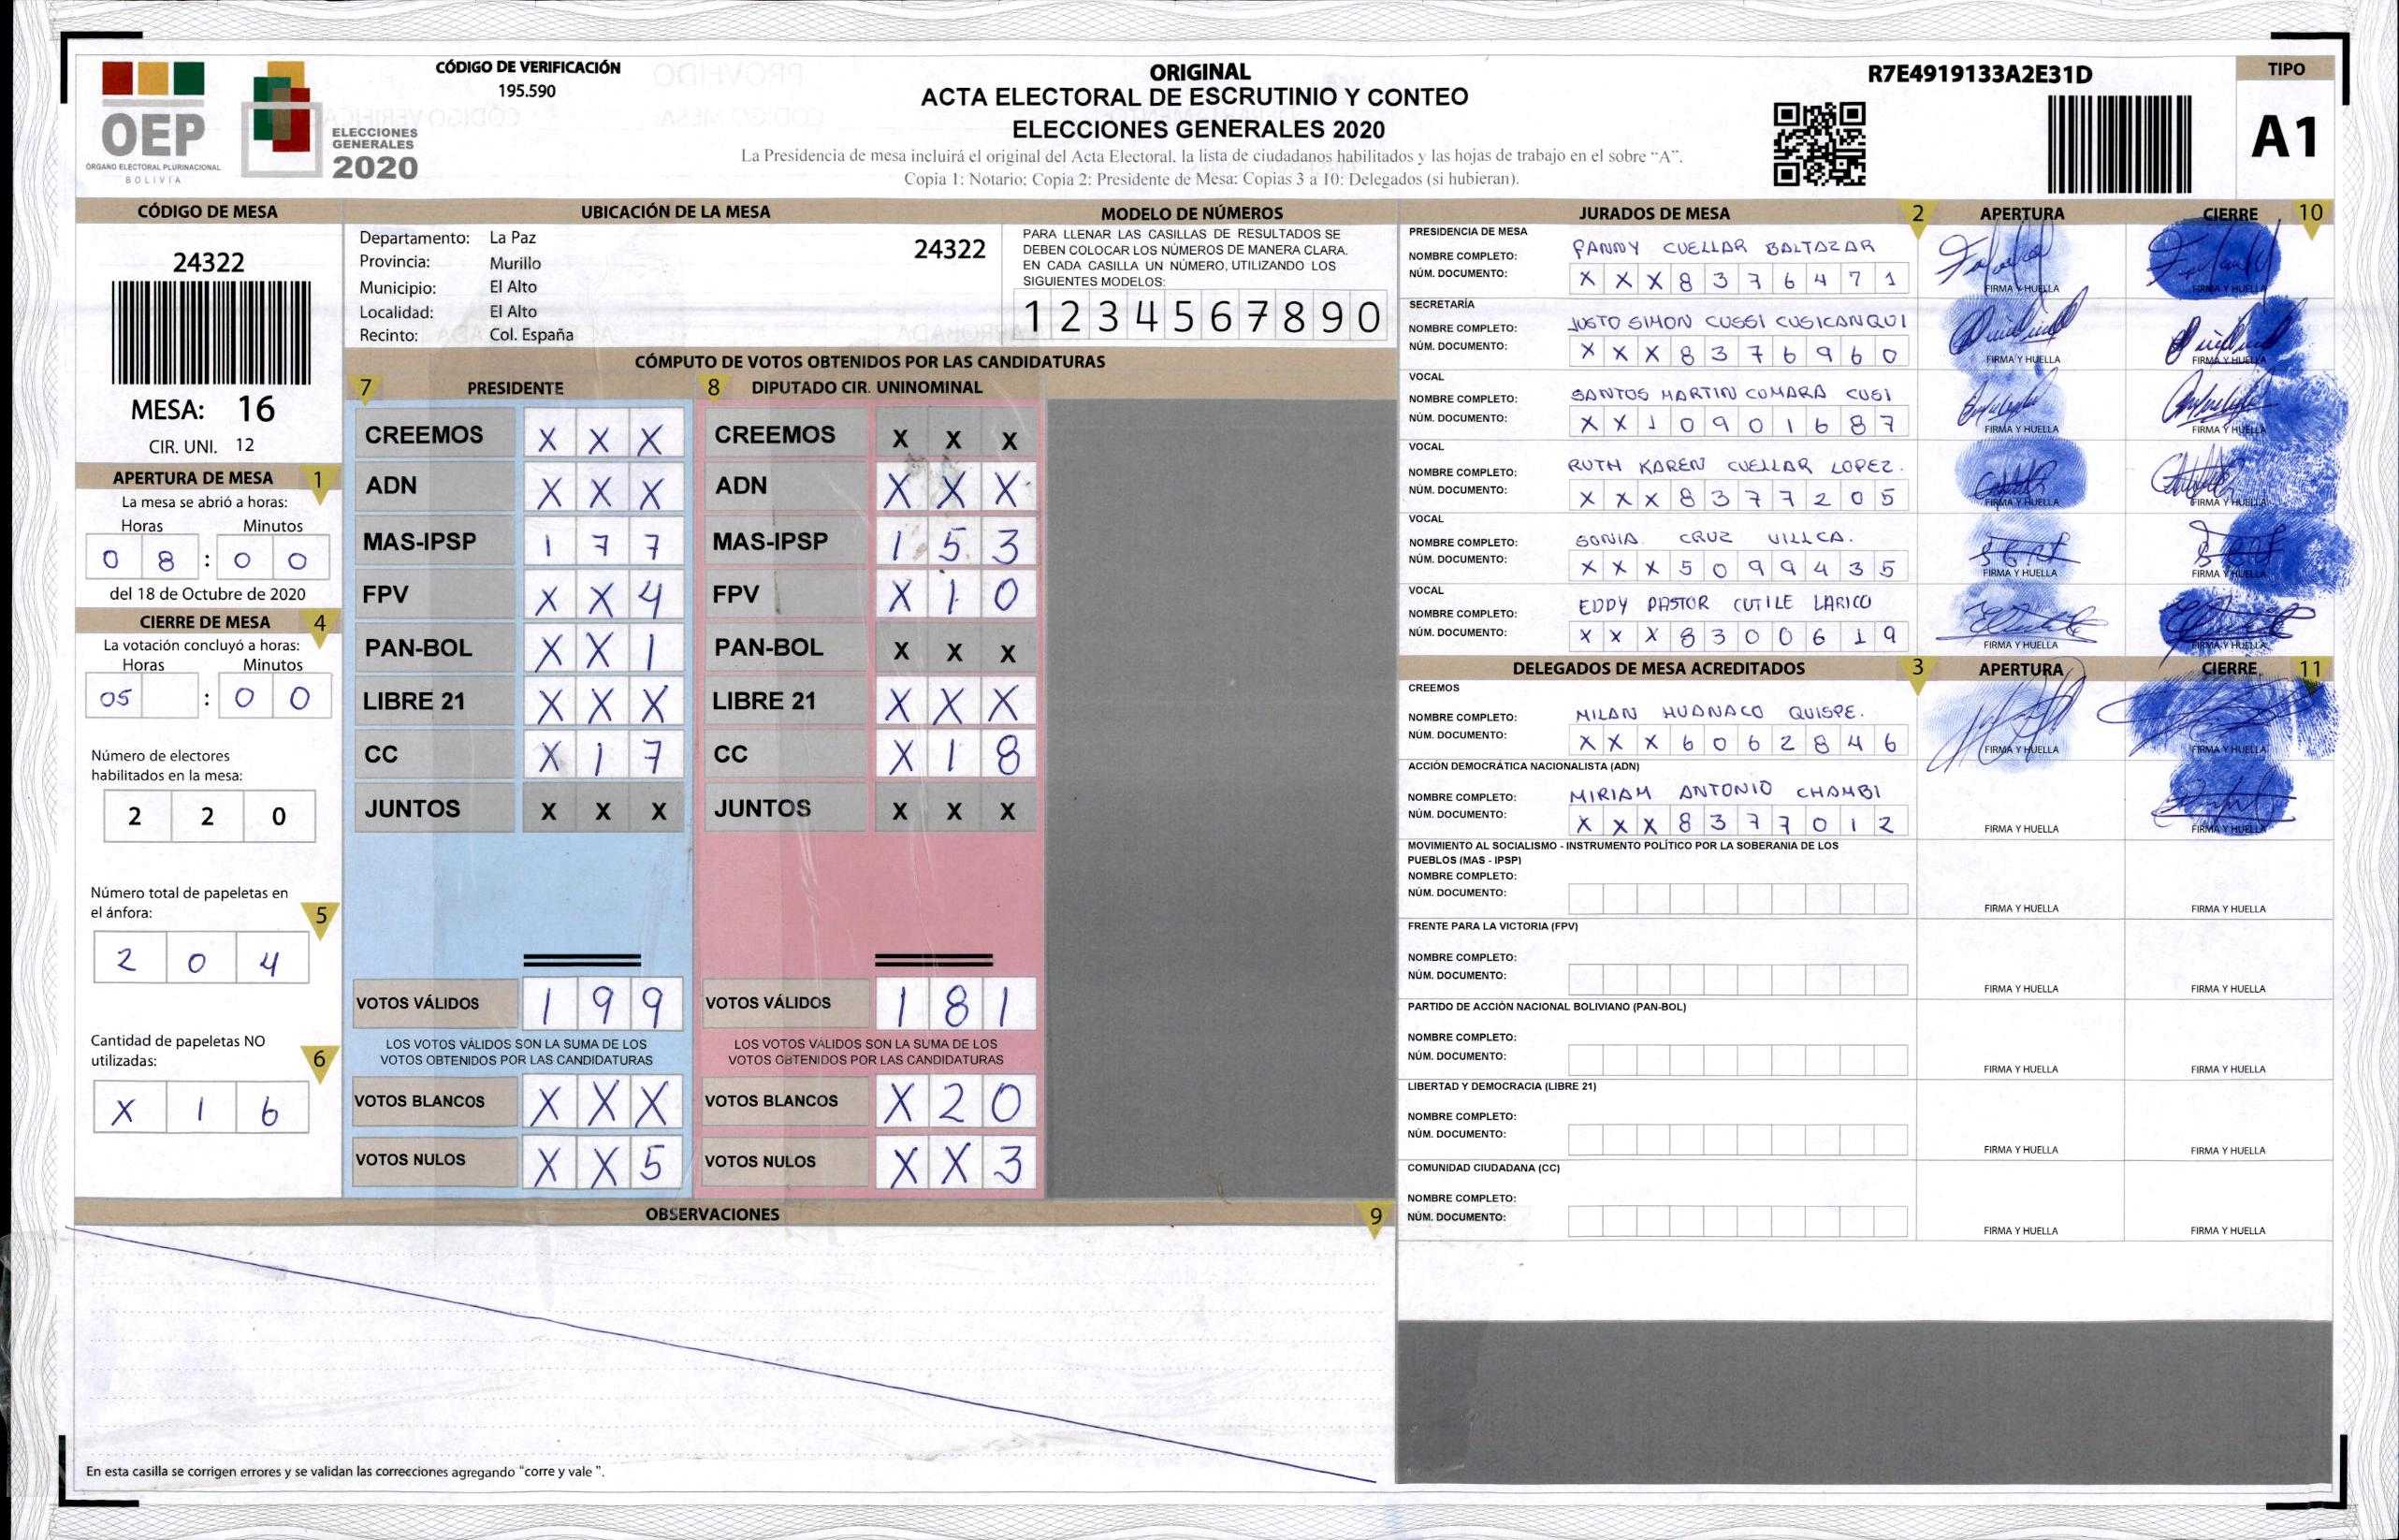 OEP
ÓRGANO ELECTORAL PLURINACIONAL
BOLIVIA
ELECCIONES
GENERALES
2020
CÓDIGO DE VERIFICACIÓN
195.590
ORIGINAL
ACTA ELECTORAL DE ESCRUTINIO Y CONTEO
ELECCIONES GENERALES 2020
La Presidencia de mesa incluirá el original del Acta Electoral, la lista de ciudadanos habilitados y las hojas de trabajo en el sobre "A".
Copia 1: Notario; Copia 2: Presidente de Mesa; Copias 3 a 10: Delegados (si hubieran).
R7E4919133A2E31D
TIPO
A1
CÓDIGO DE MESA
24322
MESA: 16
CIR. UNI. 12
APERTURA DE MESA 1
La mesa se abrió a horas:
Horas Minutos
0 8 : 0 0
del 18 de Octubre de 2020
CIERRE DE MESA 4
La votación concluyó a horas:
Horas Minutos
05 : 0 0
Número de electores
habilitados en la mesa:
2 2 0
Número total de papeletas en
el ánfora: 5
2 0 4
Cantidad de papeletas NO
utilizadas: 6
X 1 6
UBICACIÓN DE LA MESA
Departamento: La Paz 24322
Provincia: Murillo
Municipio: El Alto
Localidad: El Alto
Recinto: Col. España
MODELO DE NÚMEROS
PARA LLENAR LAS CASILLAS DE RESULTADOS SE
DEBEN COLOCAR LOS NÚMEROS DE MANERA CLARA.
EN CADA CASILLA UN NÚMERO, UTILIZANDO LOS
SIGUIENTES MODELOS:
1 2 3 4 5 6 7 8 9 0
CÓMPUTO DE VOTOS OBTENIDOS POR LAS CANDIDATURAS
7 PRESIDENTE 8 DIPUTADO CIR. UNINOMINAL
CREEMOS X X X CREEMOS X X X
ADN X X X ADN X X X
MAS-IPSP 1 7 7 MAS-IPSP 1 5 3
FPV X X 4 FPV X 1 0
PAN-BOL X X 1 PAN-BOL X X X
LIBRE 21 X X X LIBRE 21 X X X
CC X 1 7 CC X 1 8
JUNTOS X X X JUNTOS X X X
VOTOS VÁLIDOS 1 9 9 VOTOS VÁLIDOS 1 8 1
LOS VOTOS VÁLIDOS SON LA SUMA DE LOS LOS VOTOS VÁLIDOS SON LA SUMA DE LOS
VOTOS OBTENIDOS POR LAS CANDIDATURAS VOTOS OBTENIDOS POR LAS CANDIDATURAS
VOTOS BLANCOS X X X VOTOS BLANCOS X 2 0
VOTOS NULOS X X 5 VOTOS NULOS X X 3
OBSERVACIONES 9
En esta casilla se corrigen errores y se validan las correcciones agregando "corre y vale ".
JURADOS DE MESA 2 APERTURA CIERRE 10
PRESIDENCIA DE MESA
NOMBRE COMPLETO: FANNY CUELLAR BALTAZAR
NÚM. DOCUMENTO: X X X 8 3 7 6 4 7 1
FIRMA Y HUELLA FIRMA Y HUELLA
SECRETARÍA
NOMBRE COMPLETO: JUSTO SIMON CUSSI CUSICANQUI
NÚM. DOCUMENTO: X X X 8 3 7 6 9 6 0
FIRMA Y HUELLA FIRMA Y HUELLA
VOCAL
NOMBRE COMPLETO: SANTOS MARTIN CUMARA CUSI
NÚM. DOCUMENTO: X X 1 0 9 0 1 6 8 7
FIRMA Y HUELLA FIRMA Y HUELLA
VOCAL
NOMBRE COMPLETO: RUTH KAREN CUELLAR LOPEZ.
NÚM. DOCUMENTO: X X X 8 3 7 7 2 0 5
FIRMA Y HUELLA FIRMA Y HUELLA
VOCAL
NOMBRE COMPLETO: SONIA. CRUZ VILLCA.
NÚM. DOCUMENTO: X X X 5 0 9 9 4 3 5
FIRMA Y HUELLA FIRMA Y HUELLA
VOCAL
NOMBRE COMPLETO: EDDY PASTOR CUTILE LARICO
NÚM. DOCUMENTO: X X X 8 3 0 0 6 1 9
FIRMA Y HUELLA FIRMA Y HUELLA
DELEGADOS DE MESA ACREDITADOS 3 APERTURA CIERRE 11
CREEMOS
NOMBRE COMPLETO: MILAN HUANACO QUISPE.
NÚM. DOCUMENTO: X X X 6 0 6 2 8 4 6
FIRMA Y HUELLA FIRMA Y HUELLA
ACCIÓN DEMOCRÁTICA NACIONALISTA (ADN)
NOMBRE COMPLETO: MIRIAM ANTONIO CHAMBI
NÚM. DOCUMENTO: X X X 8 3 7 7 0 1 2
FIRMA Y HUELLA FIRMA Y HUELLA
MOVIMIENTO AL SOCIALISMO - INSTRUMENTO POLÍTICO POR LA SOBERANIA DE LOS
PUEBLOS (MAS - IPSP)
NOMBRE COMPLETO:
NÚM. DOCUMENTO:
FIRMA Y HUELLA FIRMA Y HUELLA
FRENTE PARA LA VICTORIA (FPV)
NOMBRE COMPLETO:
NÚM. DOCUMENTO:
FIRMA Y HUELLA FIRMA Y HUELLA
PARTIDO DE ACCIÓN NACIONAL BOLIVIANO (PAN-BOL)
NOMBRE COMPLETO:
NÚM. DOCUMENTO:
FIRMA Y HUELLA FIRMA Y HUELLA
LIBERTAD Y DEMOCRACIA (LIBRE 21)
NOMBRE COMPLETO:
NÚM. DOCUMENTO:
FIRMA Y HUELLA FIRMA Y HUELLA
COMUNIDAD CIUDADANA (CC)
NOMBRE COMPLETO:
NÚM. DOCUMENTO:
FIRMA Y HUELLA FIRMA Y HUELLA